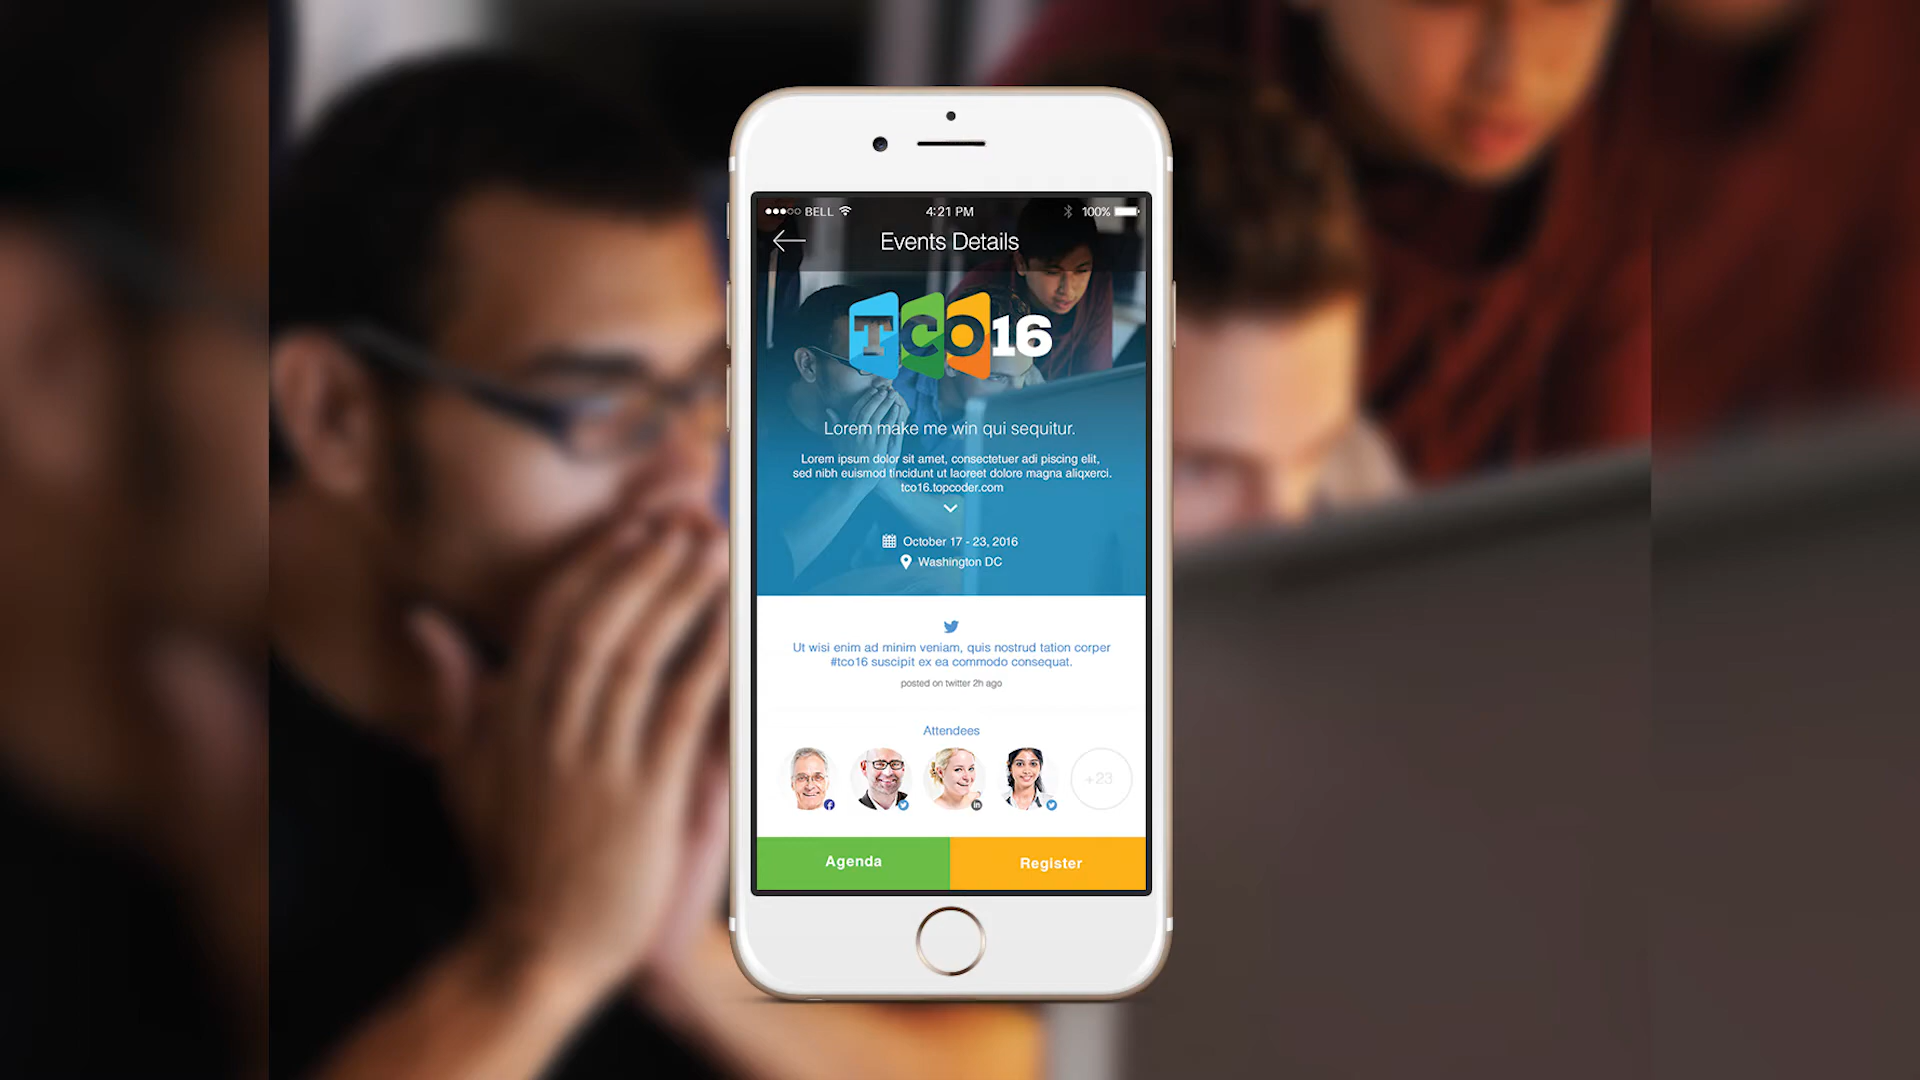 BELL 4:21 PM 100%
Events Details
TCO16
Lorem make me win qui sequitur.
Lorem ipsum dolor sit amet, consectetuer adi piscing elit,
sed nibh euismod tincidunt ut laoreet dolore magna aliqxerci.
tco16.topcoder.com
October 17 - 23, 2016
Washington DC
Ut wisi enim ad minim veniam, quis nostrud tation corper
#tco16 suscipit ex ea commodo consequat.
posted on twitter 2h ago
Attendees
f
in
+23
Agenda Register